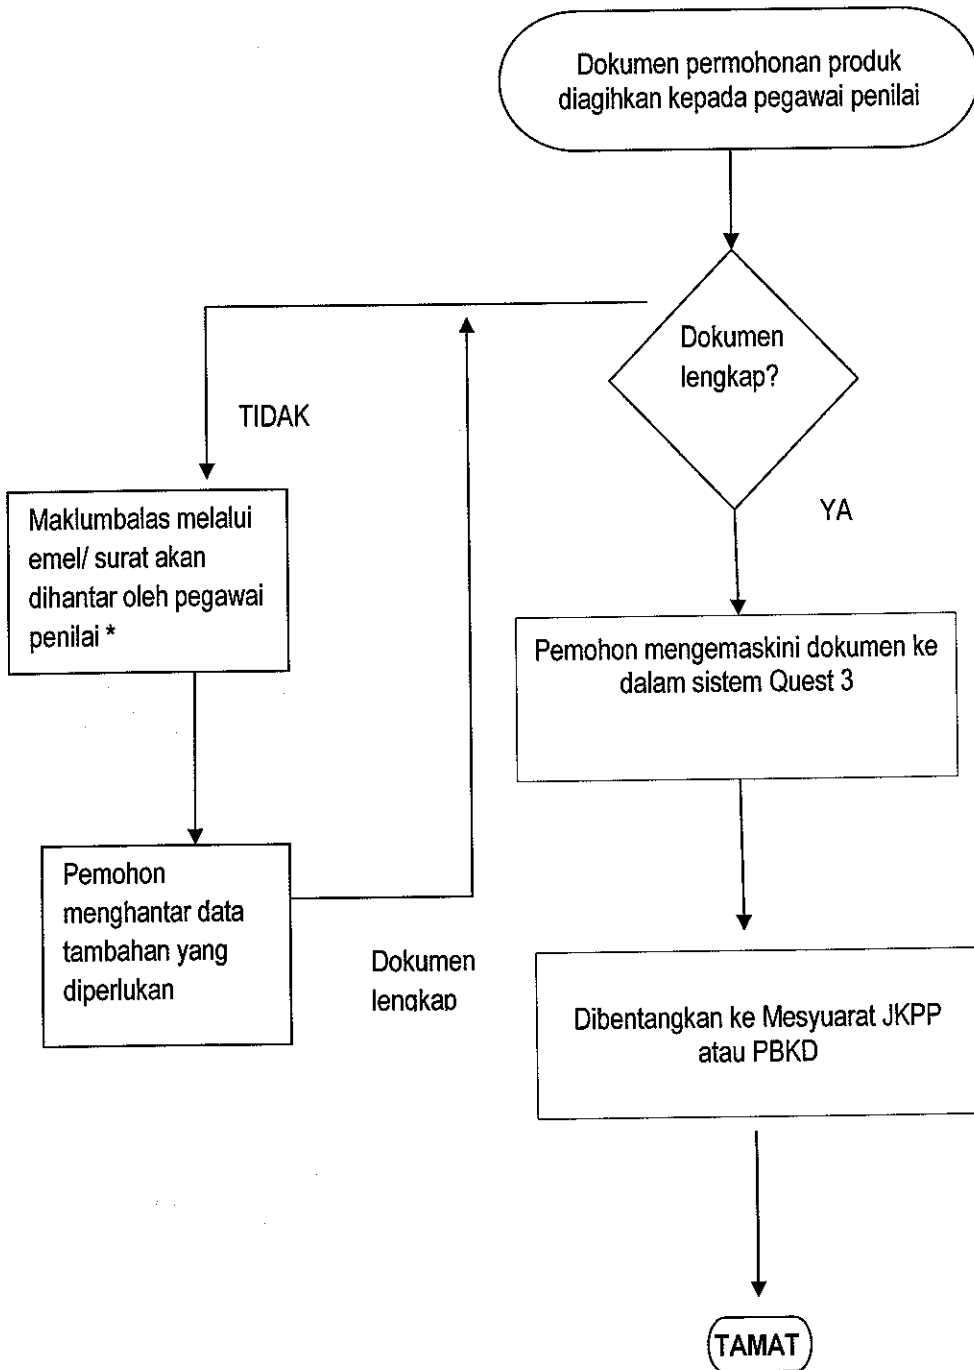 Dokumen permohonan produk
diagihkan kepada pegawai penilai
Dokumen
lengkap?
TIDAK
YA
Maklumbalas melalui
emel/ surat akan
dihantar oleh pegawai
penilai *
Pemohon mengemaskini dokumen ke
dalam sistem Quest 3
Pemohon
menghantar data
tambahan yang
diperlukan
Dokumen
lengkap
Dibentangkan ke Mesyuarat JKPP
atau PBKD
TAMAT